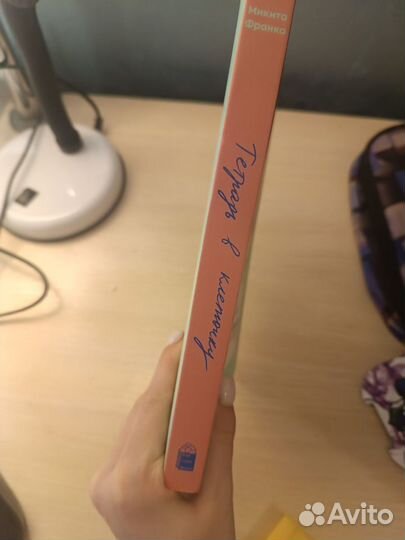 Микита
Франко
Тетрадь в клеточку
Avito